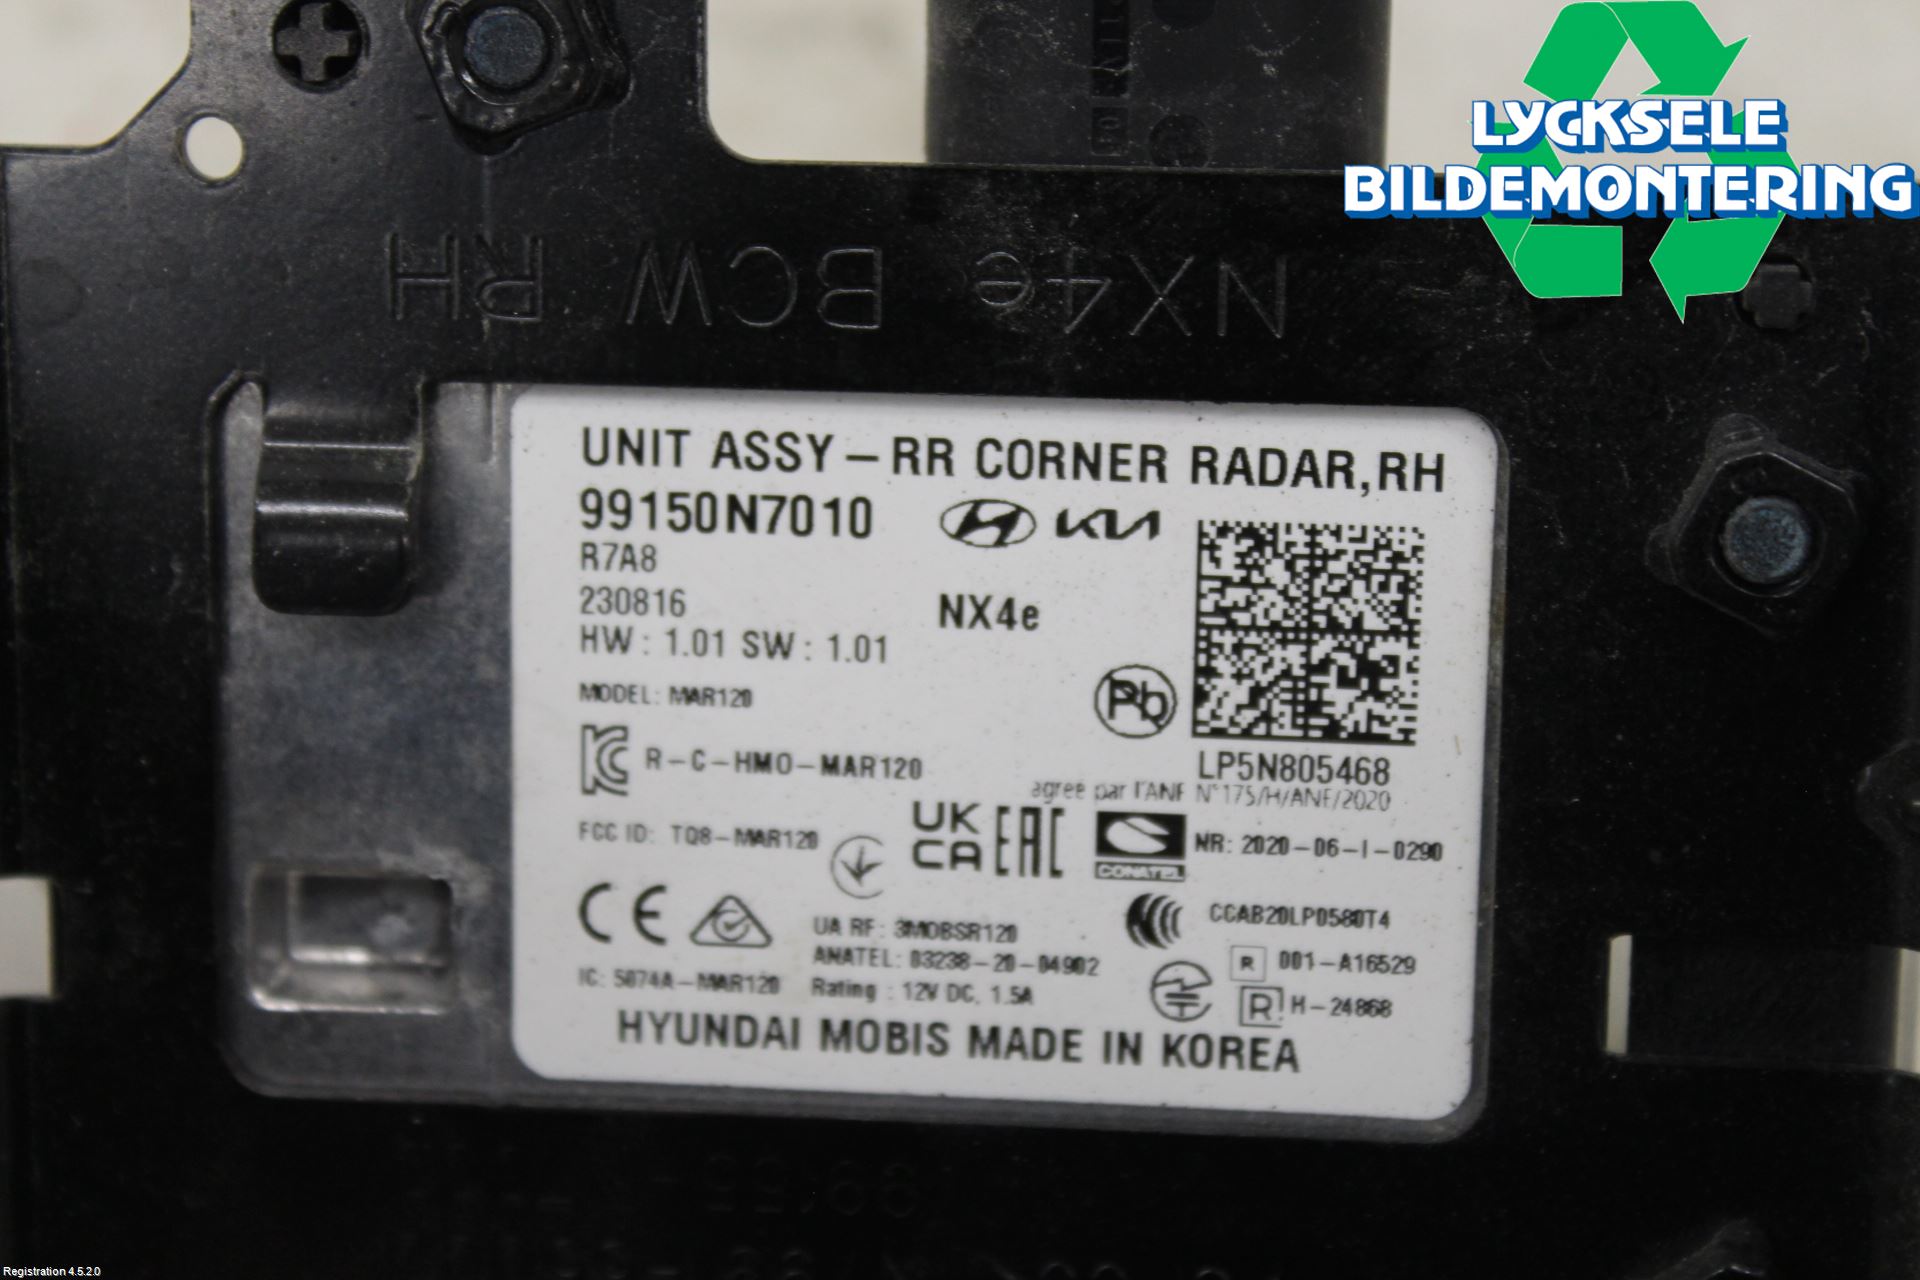 LYCKSELE
BILDEMONTERING
NX4e BCW RH
UNIT ASSY-RR CORNER RADAR,RH
99150N7010
KIA
R7A8
230816
NX4e
HW : 1.01 SW : 1.01
MODEL: MAR120
Pb
LP5N805468
R-C-HMO-MAR120
agree par l'ANF N°175/H/ANF/2020
FCC ID: TQ8-MAR120
UK
CA
EAC
CONATEL
NR: 2020-06-I-0290
CE
UA RF: 3MOBSR120
CCAB20LP0580T4
ANATEL: 03238-20-04902
R 001-A16529
IC: 5074A-MAR120
Rating : 12V DC, 1.5A
R H-24868
HYUNDAI MOBIS MADE IN KOREA
Registration 4.5.2.0